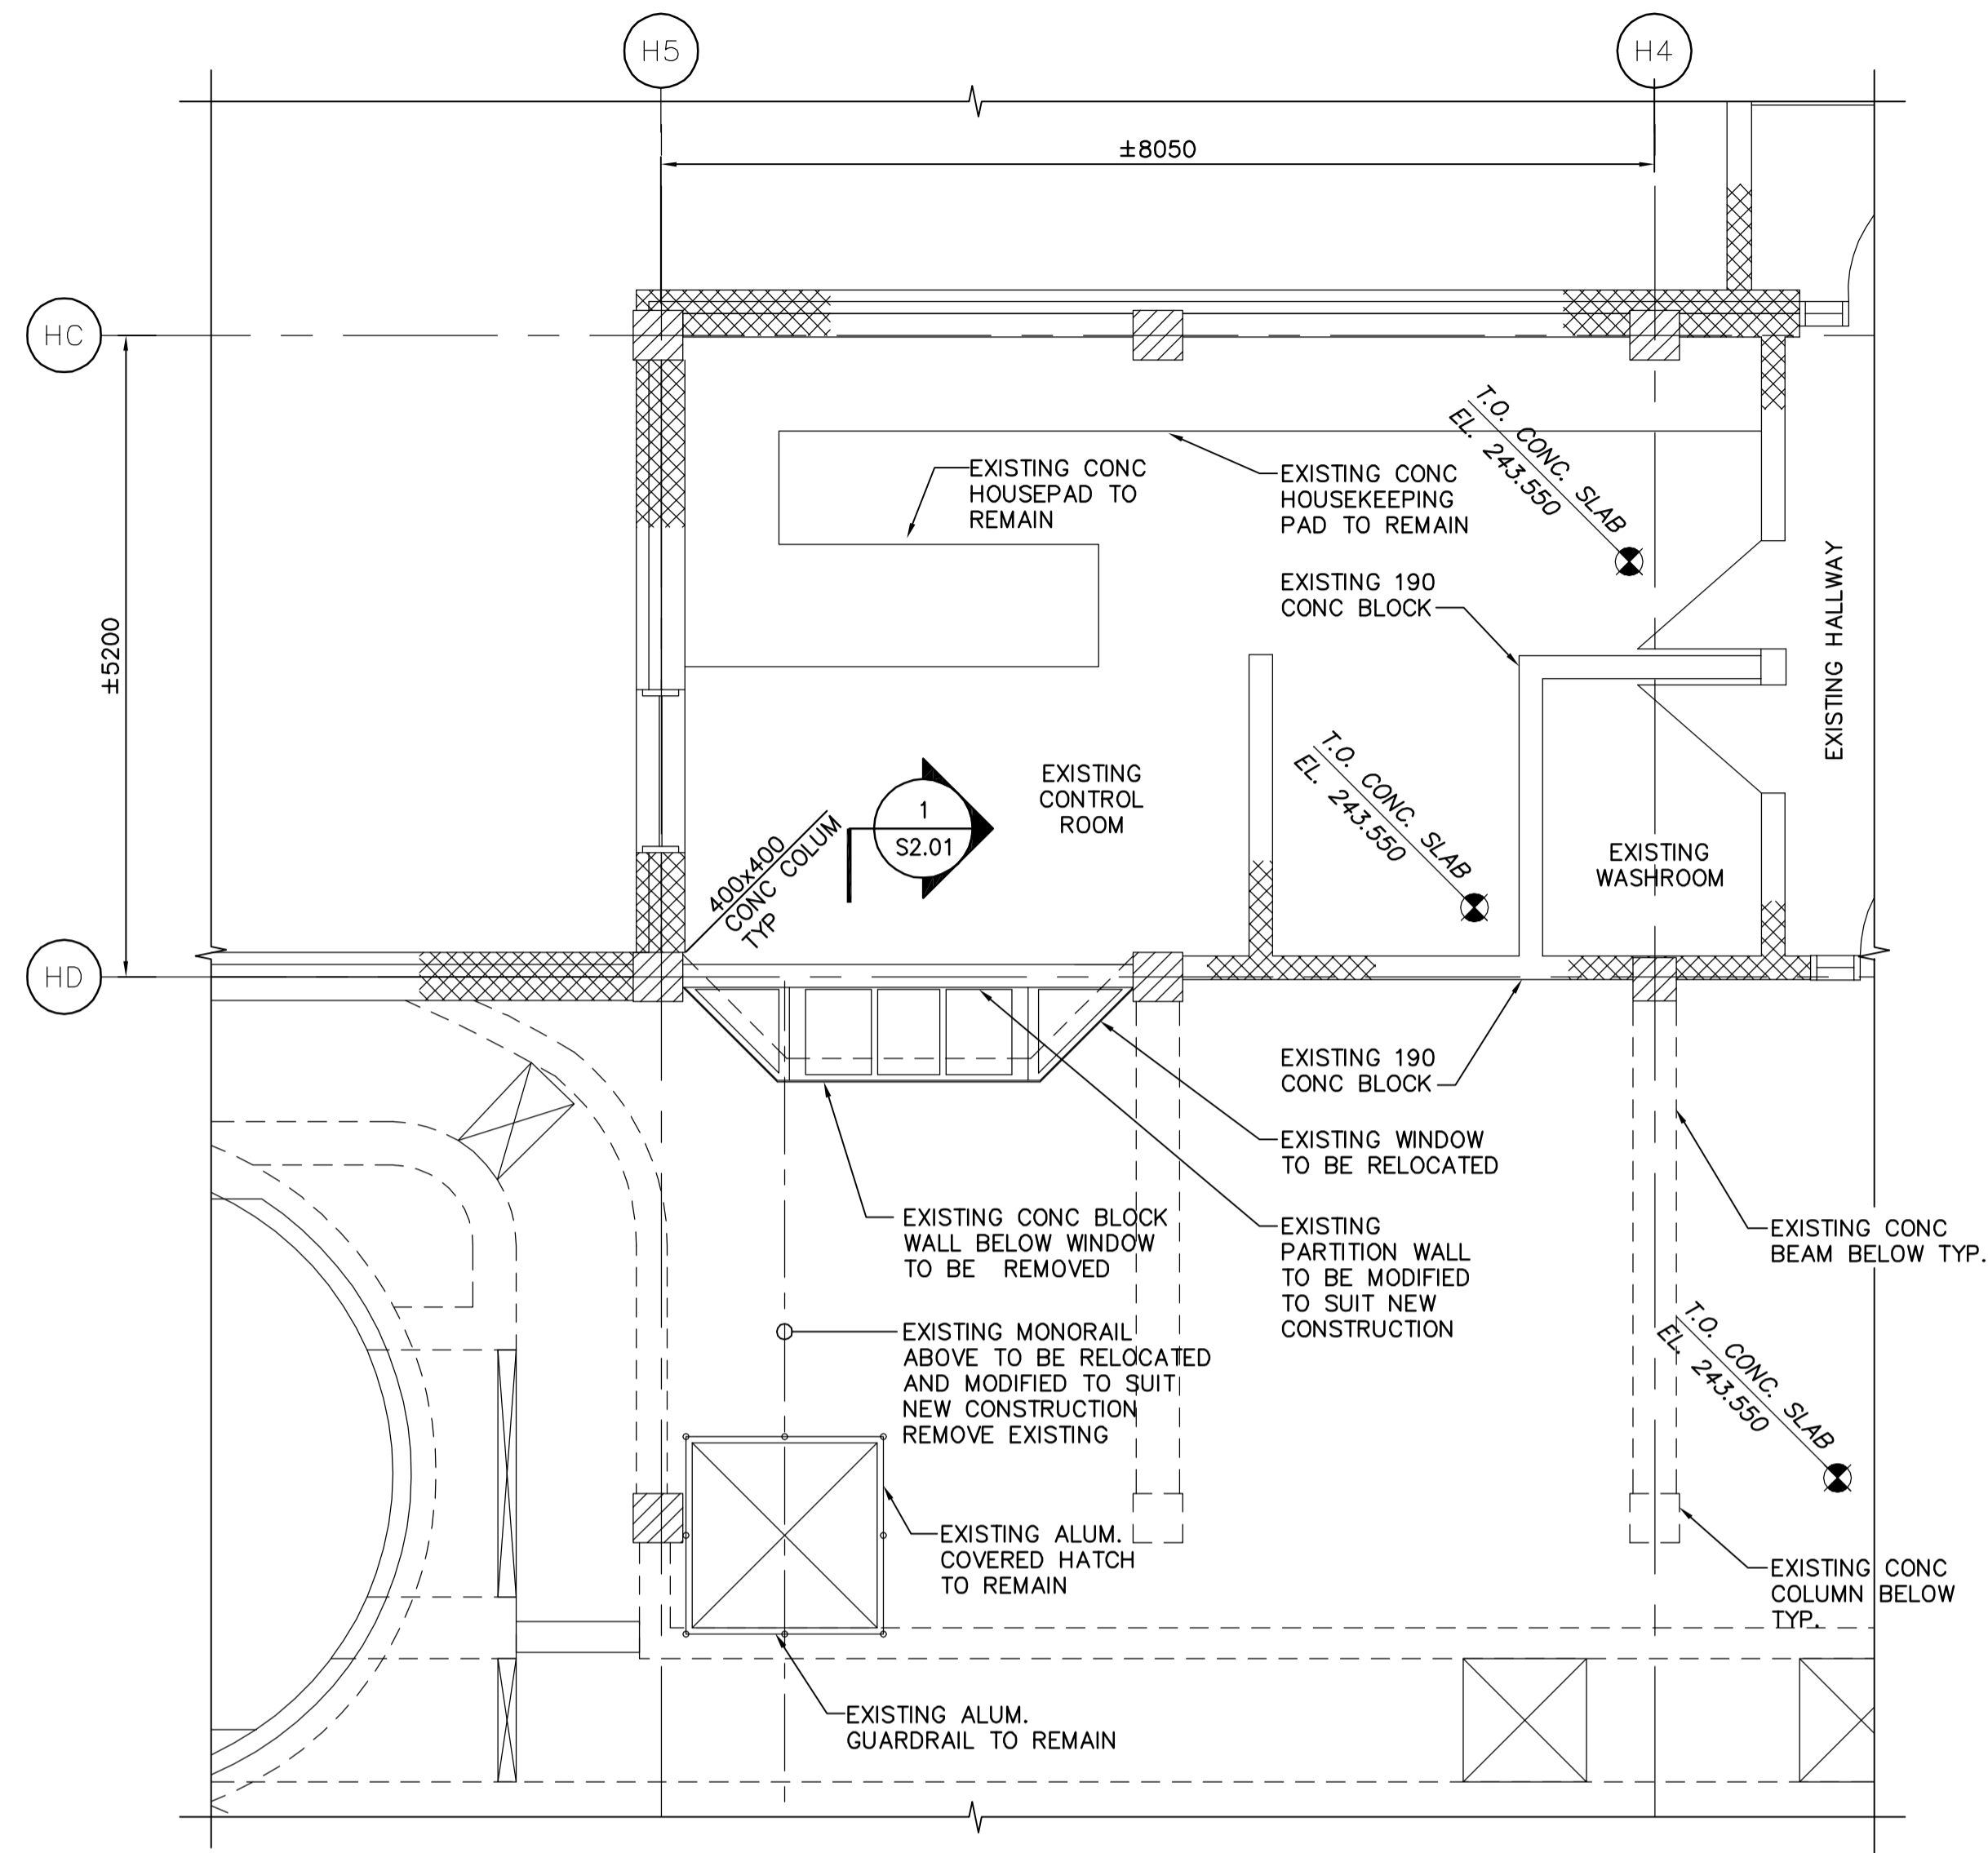 H5
H4
±8050
HC
±5200
HD
EXISTING CONC
HOUSEPAD TO
REMAIN
EXISTING CONC
HOUSEKEEPING
PAD TO REMAIN
T.O. CONC. SLAB
EL. 243.550
EXISTING 190
CONC BLOCK
EXISTING HALLWAY
EXISTING
CONTROL
ROOM
1
S2.01
400x400
CONC COLUM
TYP
T.O. CONC. SLAB
EL. 243.550
EXISTING
WASHROOM
EXISTING 190
CONC BLOCK
EXISTING WINDOW
TO BE RELOCATED
EXISTING CONC BLOCK
WALL BELOW WINDOW
TO BE REMOVED
EXISTING
PARTITION WALL
TO BE MODIFIED
TO SUIT NEW
CONSTRUCTION
EXISTING CONC
BEAM BELOW TYP.
EXISTING MONORAIL
ABOVE TO BE RELOCATED
AND MODIFIED TO SUIT
NEW CONSTRUCTION
REMOVE EXISTING
T.O. CONC. SLAB
EL. 243.550
EXISTING ALUM.
COVERED HATCH
TO REMAIN
EXISTING CONC
COLUMN BELOW
TYP.
EXISTING ALUM.
GUARDRAIL TO REMAIN